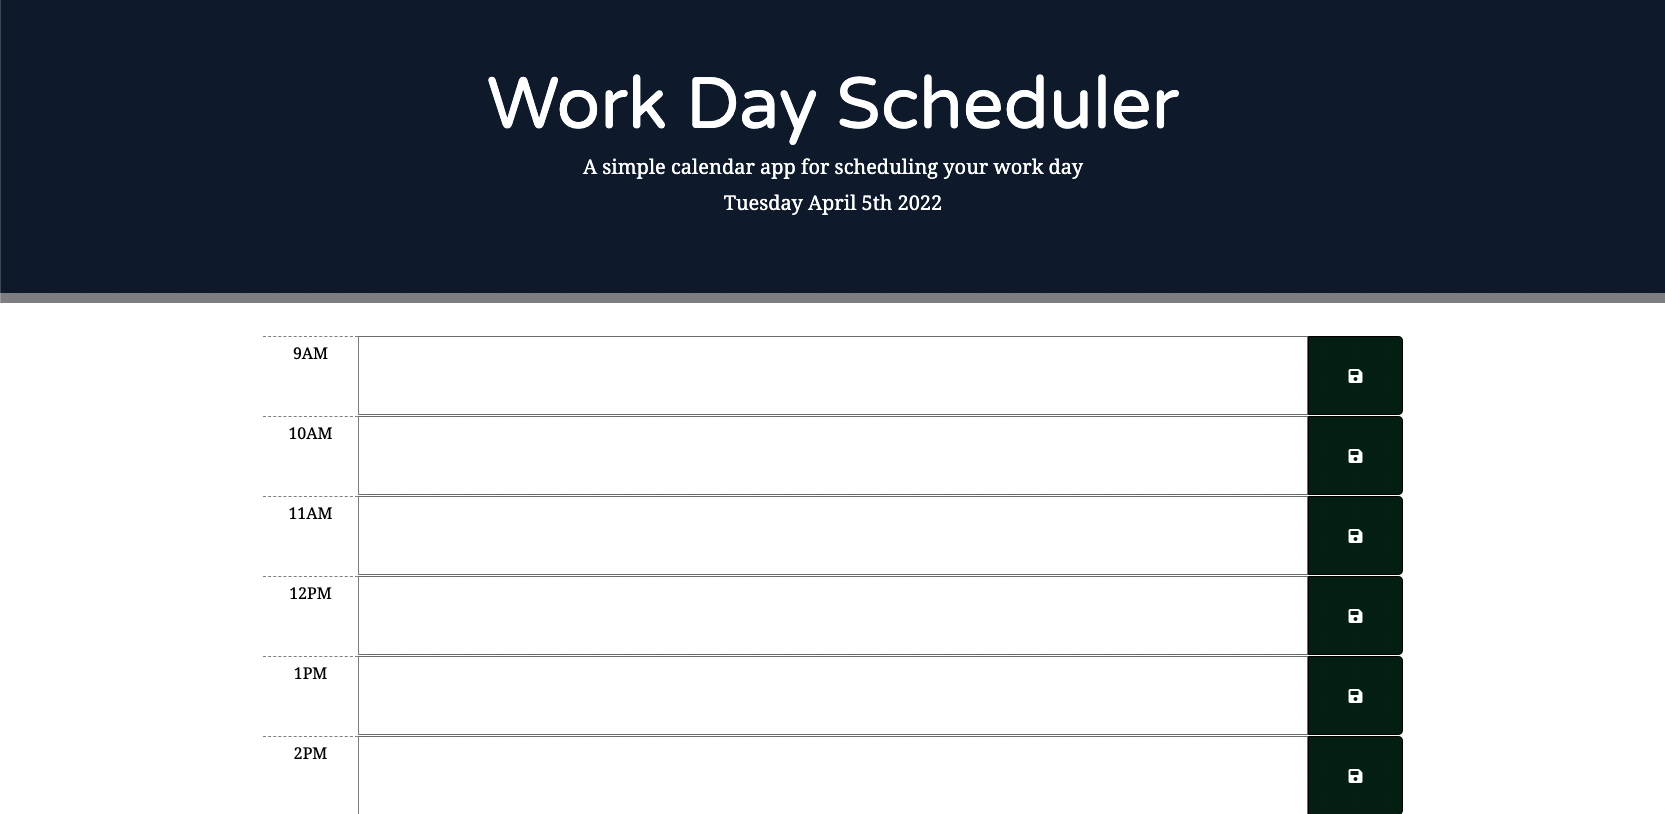 Work Day Scheduler
A simple calendar app for scheduling your work day
Tuesday April 5th 2022
9AM
10AM
11AM
12PM
1PM
2PM